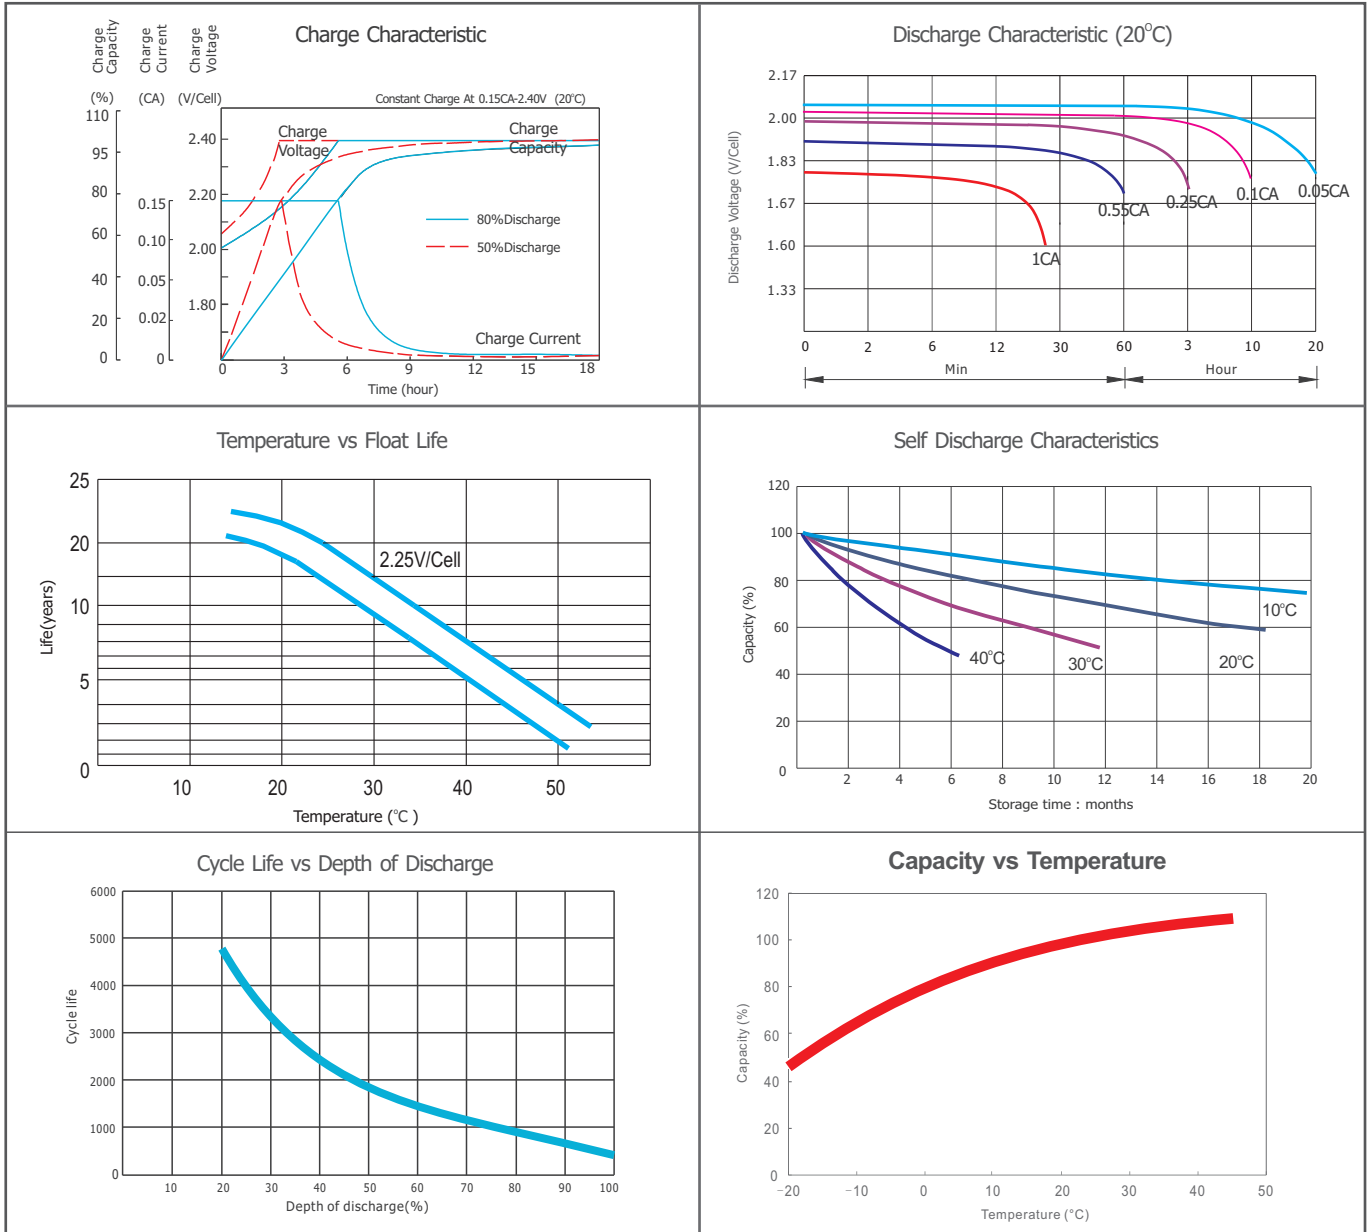 Charge Characteristic
Charge
Capacity
Charge
Current
Charge
Voltage
(%)
(CA)
(V/Cell)
Constant Charge At 0.15CA-2.40V (20°C)
110
95
80
60
40
20
0
0.15
0.10
0.05
0.02
0
2.40
2.20
2.00
1.80
Charge
Voltage
Charge
Capacity
80%Discharge
50%Discharge
Charge Current
0 3 6 9 12 15 18
Time (hour)
Discharge Characteristic (20°C)
Discharge Voltage (V/Cell)
2.17
2.00
1.83
1.67
1.60
1.33
1CA
0.55CA
0.25CA
0.1CA
0.05CA
0 2 6 12 30 60 3 10 20
Min
Hour
Temperature vs Float Life
Life(years)
25
20
10
5
0
2.25V/Cell
10 20 30 40 50
Temperature (°C )
Self Discharge Characteristics
Capacity (%)
120
100
80
60
40
20
0
10°C
20°C
30°C
40°C
2 4 6 8 10 12 14 16 18 20
Storage time : months
Cycle Life vs Depth of Discharge
Cycle life
6000
5000
4000
3000
2000
1000
0
10 20 30 40 50 60 70 80 90 100
Depth of discharge(%)
Capacity vs Temperature
Capacity (%)
120
100
80
60
40
20
0
−20 −10 0 10 20 30 40 50
Temperature (°C)